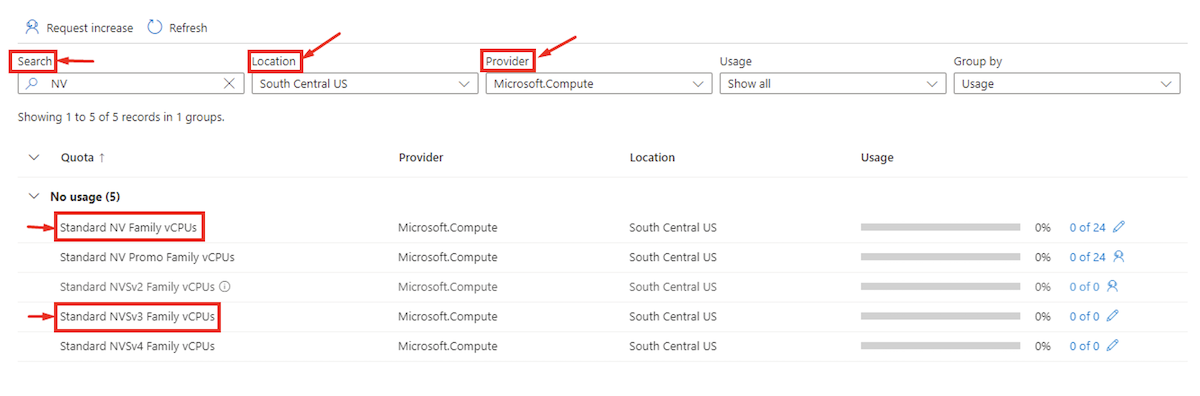 Request increase Refresh
Search Location Provider Usage Group by
NV South Central US Microsoft.Compute Show all Usage
Showing 1 to 5 of 5 records in 1 groups.
Quota ↑ Provider Location Usage
No usage (5)
Standard NV Family vCPUs Microsoft.Compute South Central US 0% 0 of 24
Standard NV Promo Family vCPUs Microsoft.Compute South Central US 0% 0 of 24
Standard NVSv2 Family vCPUs Microsoft.Compute South Central US 0% 0 of 0
Standard NVSv3 Family vCPUs Microsoft.Compute South Central US 0% 0 of 0
Standard NVSv4 Family vCPUs Microsoft.Compute South Central US 0% 0 of 0